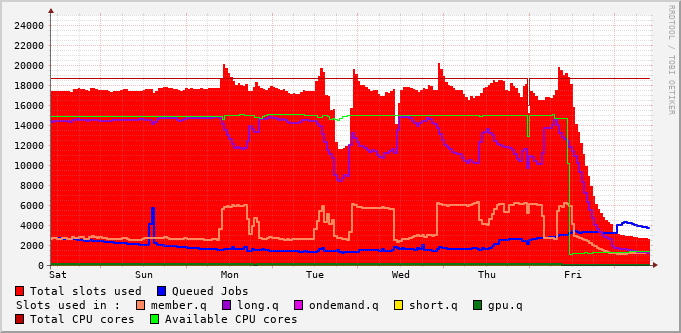 RRDTOOL / TOBI OETIKER
24000
22000
20000
18000
16000
14000
12000
10000
8000
6000
4000
2000
0
Sat Sun Mon Tue Wed Thu Fri
Total slots used Queued Jobs
Slots used in : member.q long.q ondemand.q short.q gpu.q
Total CPU cores Available CPU cores